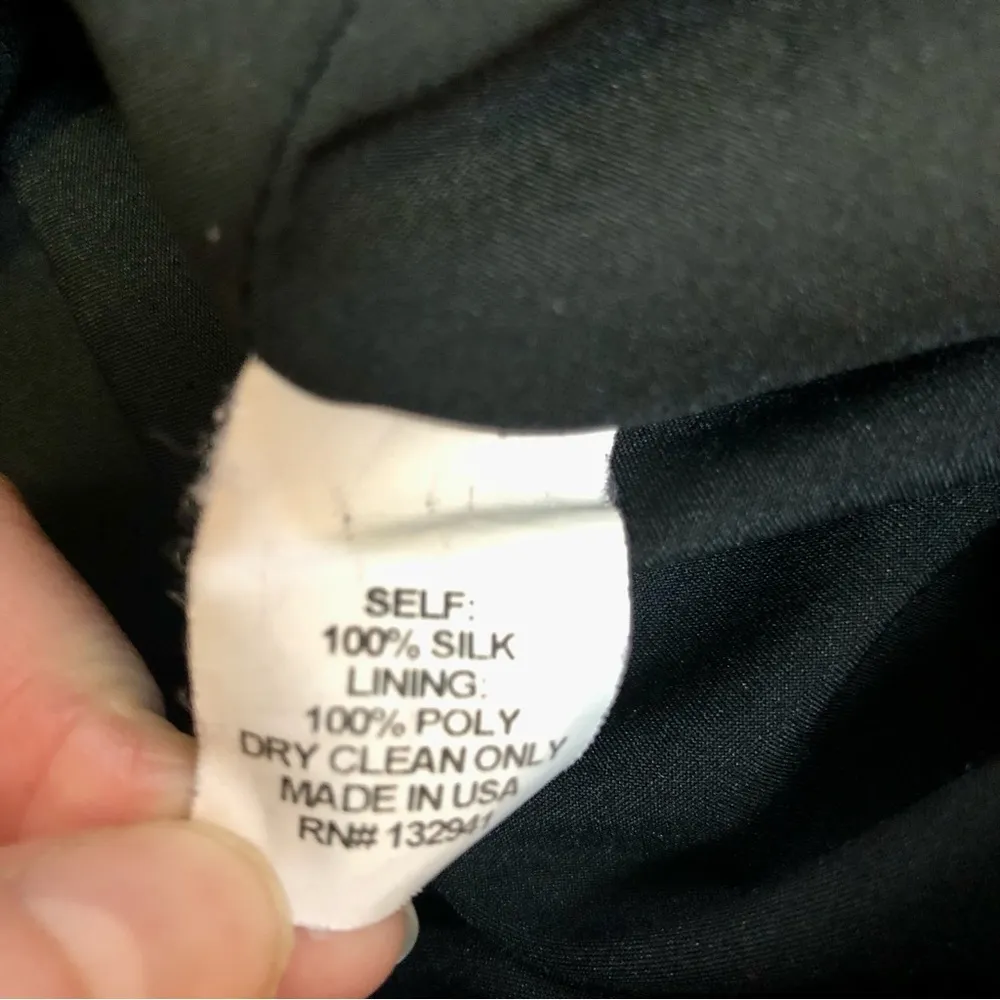 SELF:
100% SILK
LINING:
100% POLY
DRY CLEAN ONLY
MADE IN USA
RN# 132941